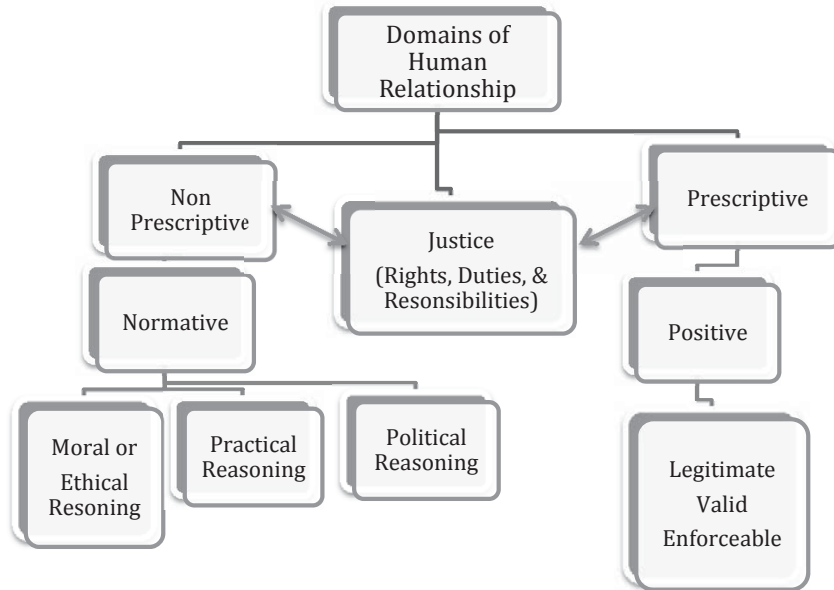 Domains of
Human
Relationship
Non
Prescriptive
Justice
(Rights, Duties, &
Resonsibilities)
Prescriptive
Normative
Positive
Moral or
Ethical
Resoning
Practical
Reasoning
Political
Reasoning
Legitimate
Valid
Enforceable